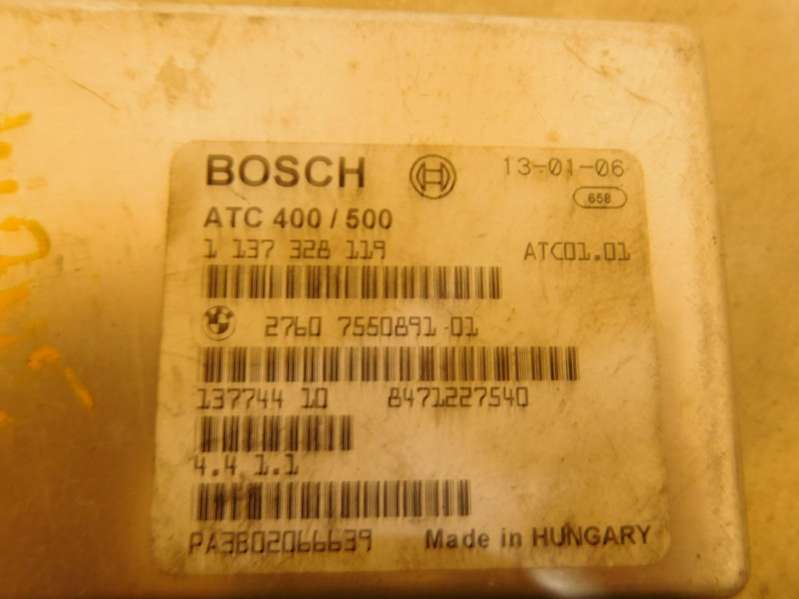 BOSCH 13-01-06
658
ATC 400 / 500
1 137 328 119 ATC01.01
2760 7550891 01
137744 10 8471227540
4.4 1.1
PA3802066639 Made in HUNGARY